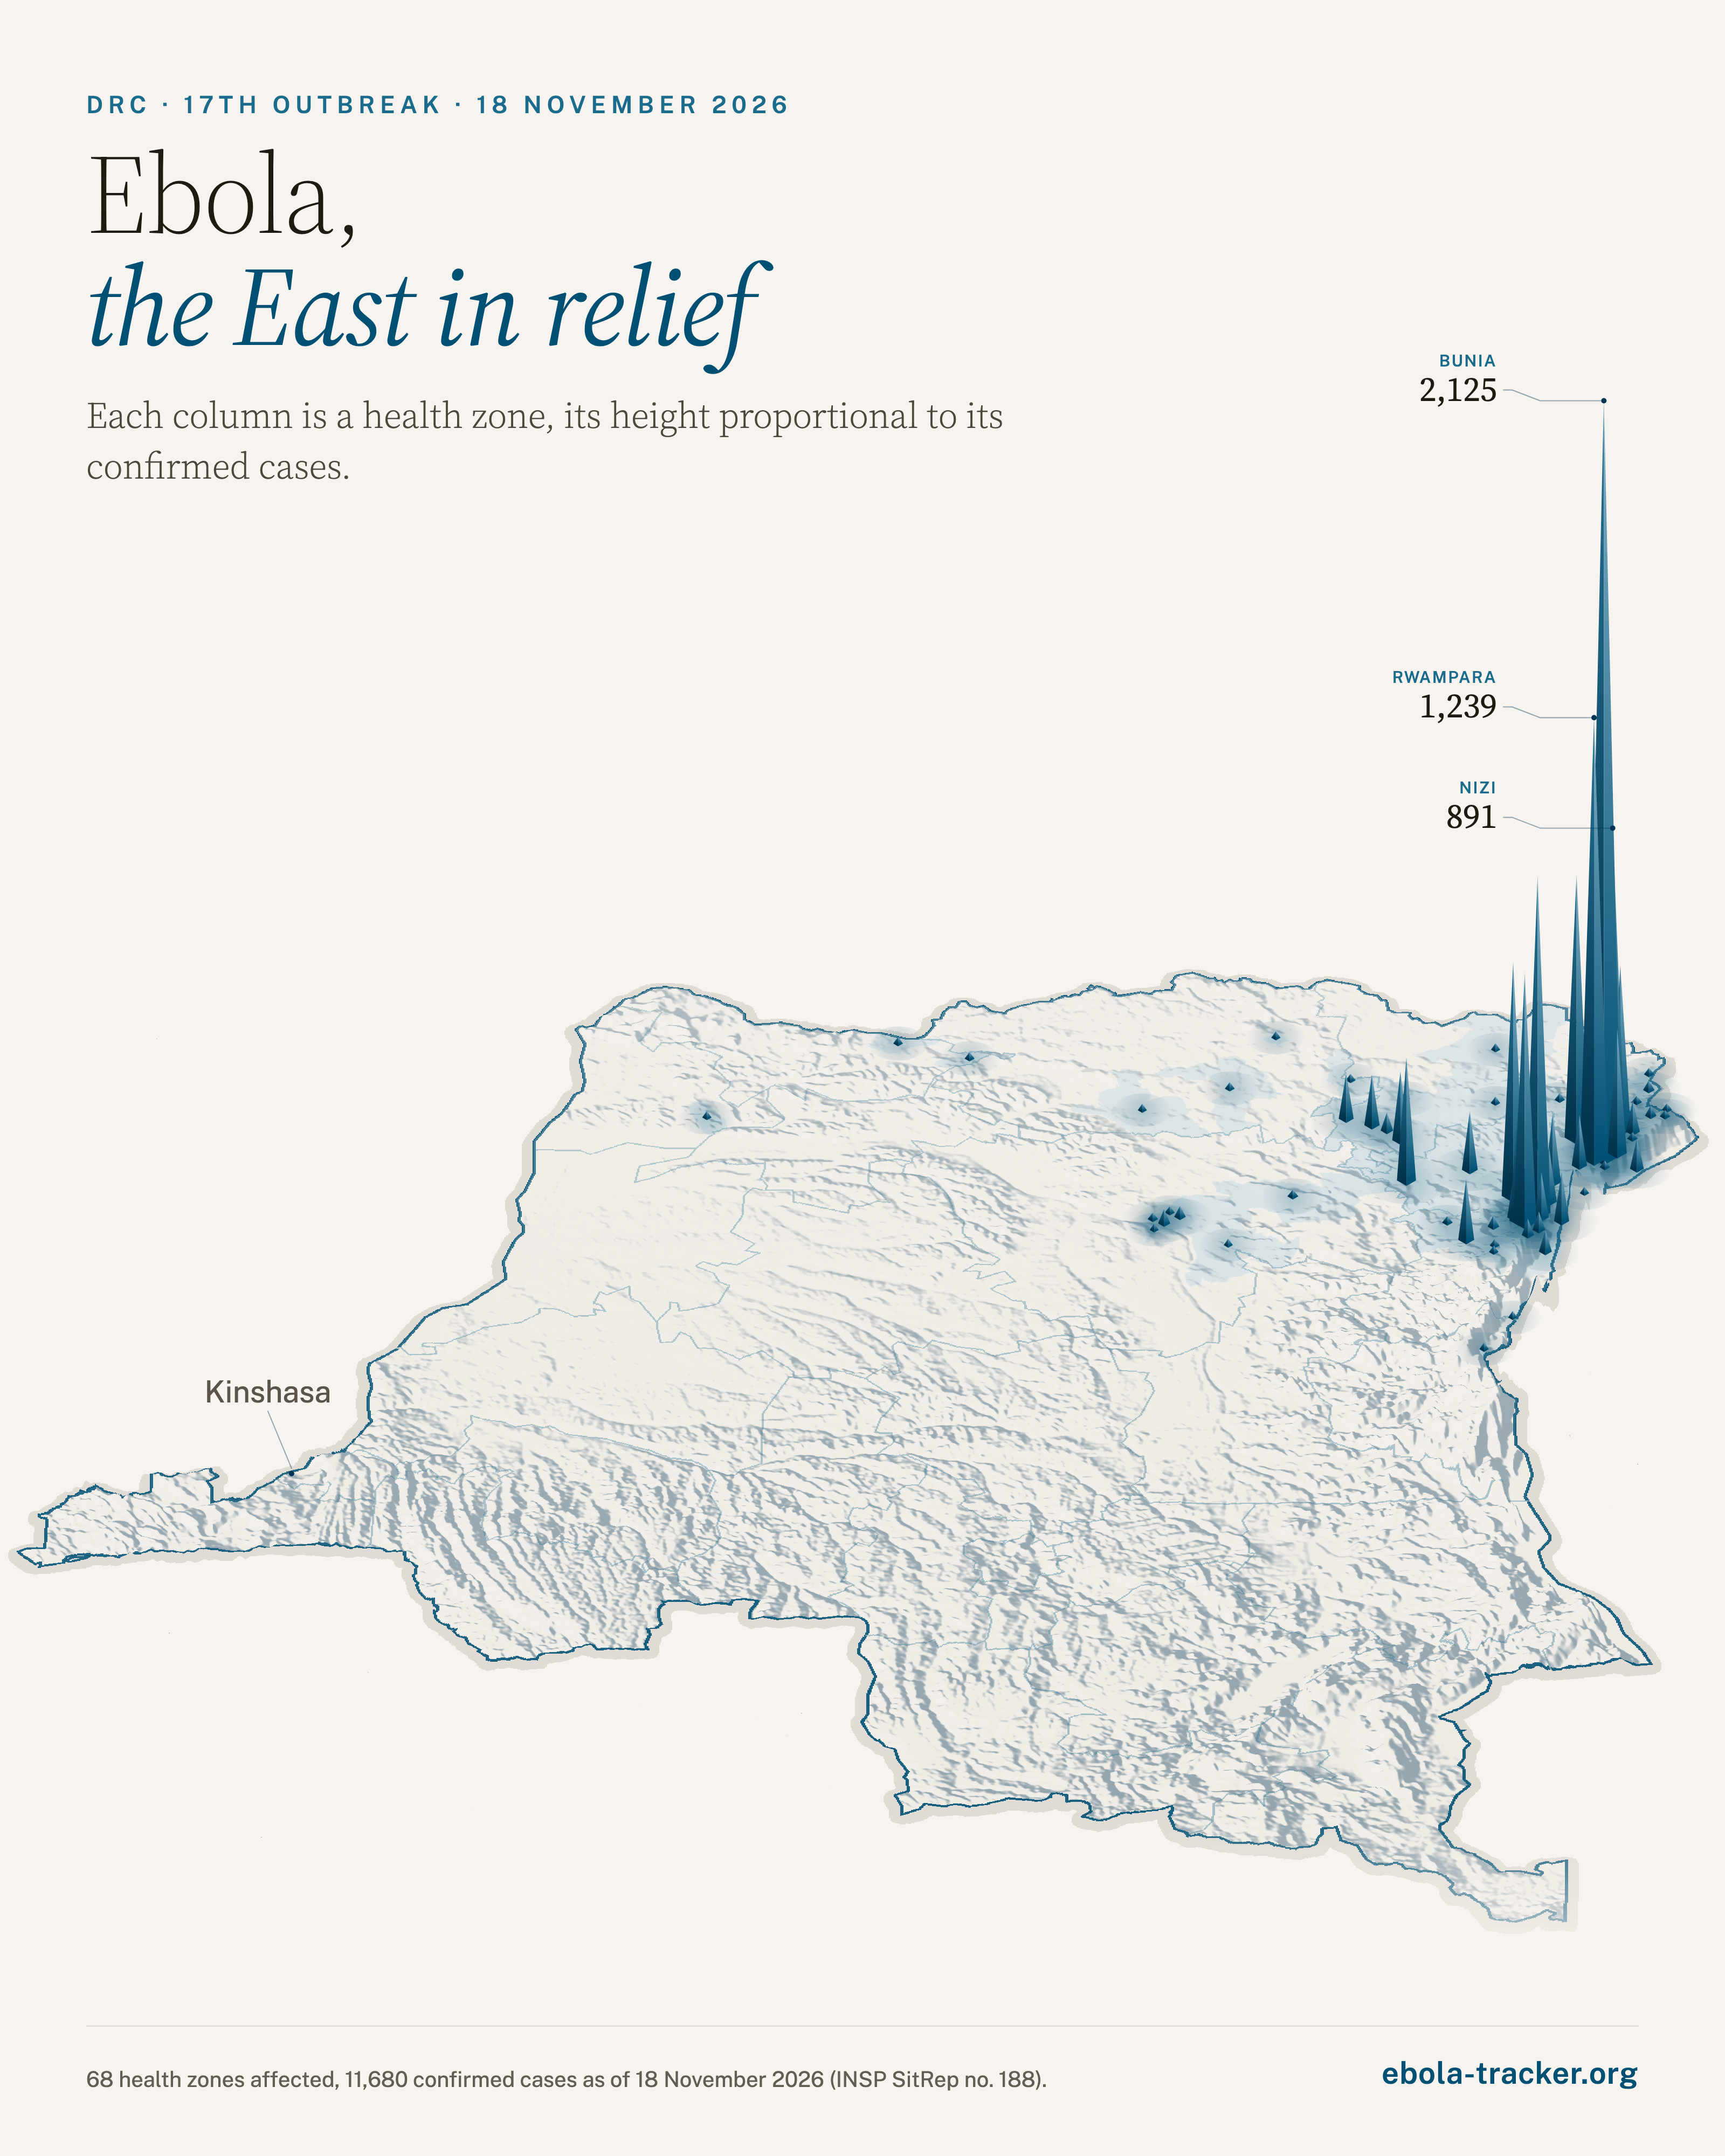 DRC · 17TH OUTBREAK · 18 NOVEMBER 2026
Ebola,
the East in relief
Each column is a health zone, its height proportional to its
confirmed cases.
BUNIA
2,125
RWAMPARA
1,239
NIZI
891
Kinshasa
68 health zones affected, 11,680 confirmed cases as of 18 November 2026 (INSP SitRep no. 188).
ebola-tracker.org